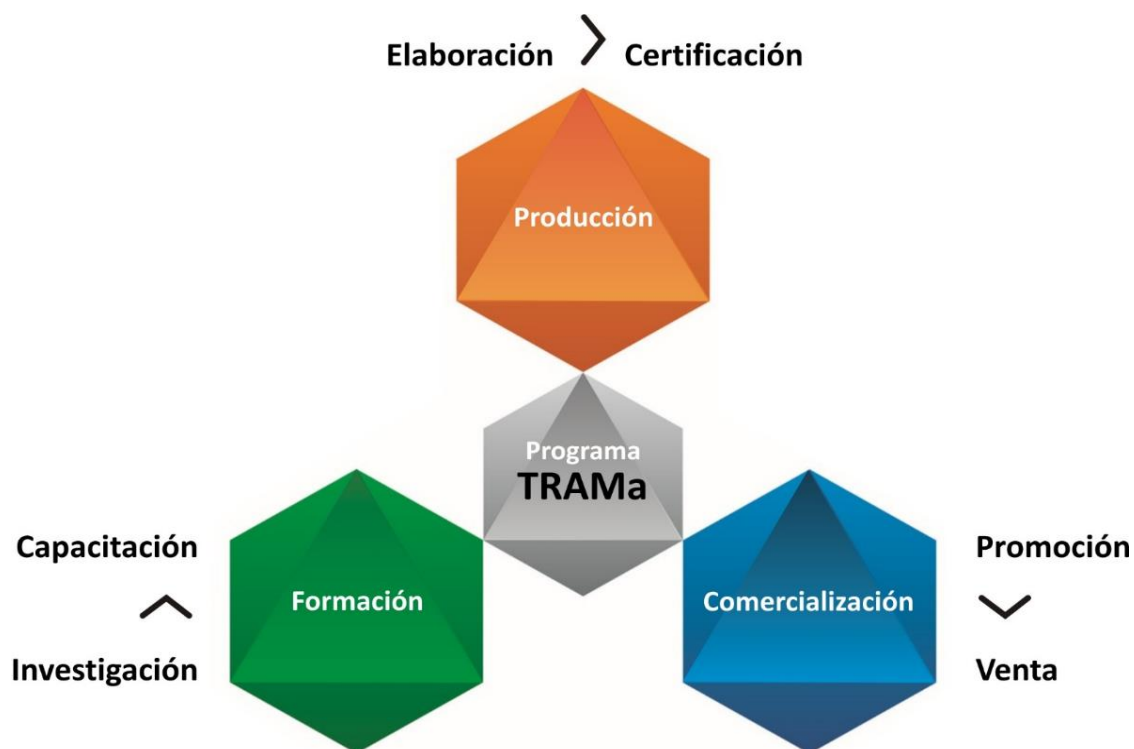 Elaboración Certificación
Producción
Programa
TRAMa
Capacitación
Formación
Investigación
Promoción
Comercialización
Venta